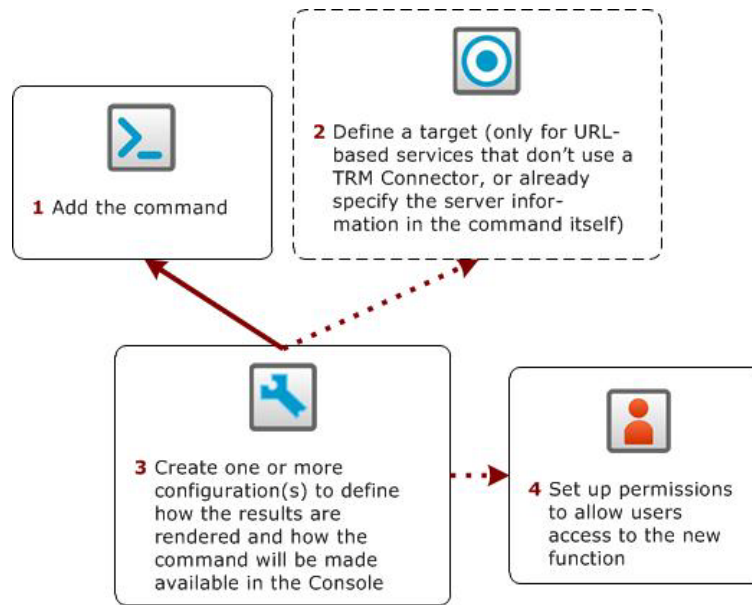 1 Add the command
2 Define a target (only for URL-
based services that don't use a
TRM Connector, or already
specify the server infor-
mation in the command itself)
3 Create one or more
configuration(s) to define
how the results are
rendered and how the
command will be made
available in the Console
4 Set up permissions
to allow users
access to the new
function